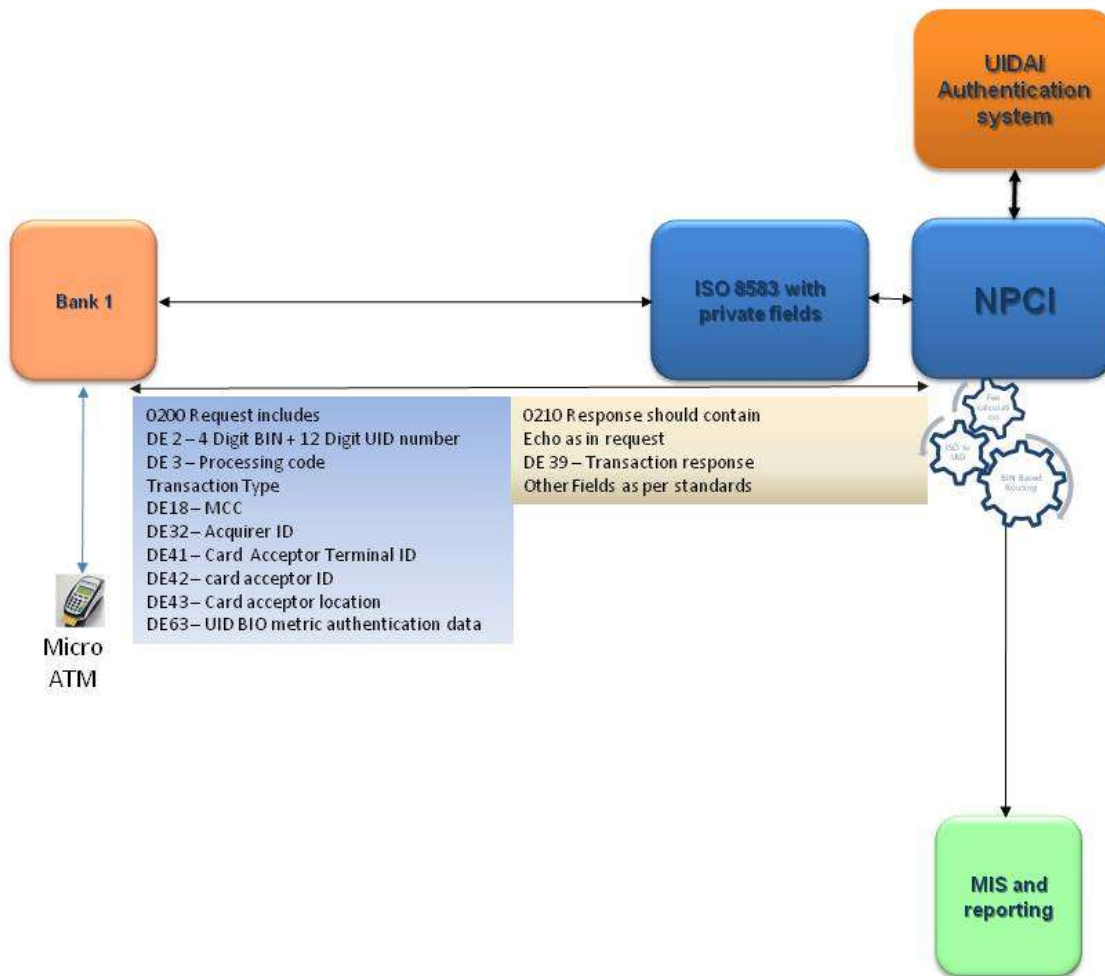 UIDAI
Authentication
system
Bank 1
ISO 8583 with
private fields
NPCI
0200 Request includes
DE 2 – 4 Digit BIN + 12 Digit UID number
DE 3 – Processing code
Transaction Type
DE18 – MCC
DE32 – Acquirer ID
DE41 – Card Acceptor Terminal ID
DE42 – card acceptor ID
DE43 – Card acceptor location
DE63 – UID BIO metric authentication data
0210 Response should contain
Echo as in request
DE 39 – Transaction response
Other Fields as per standards
BIN Based
Routing
Micro
ATM
MIS and
reporting